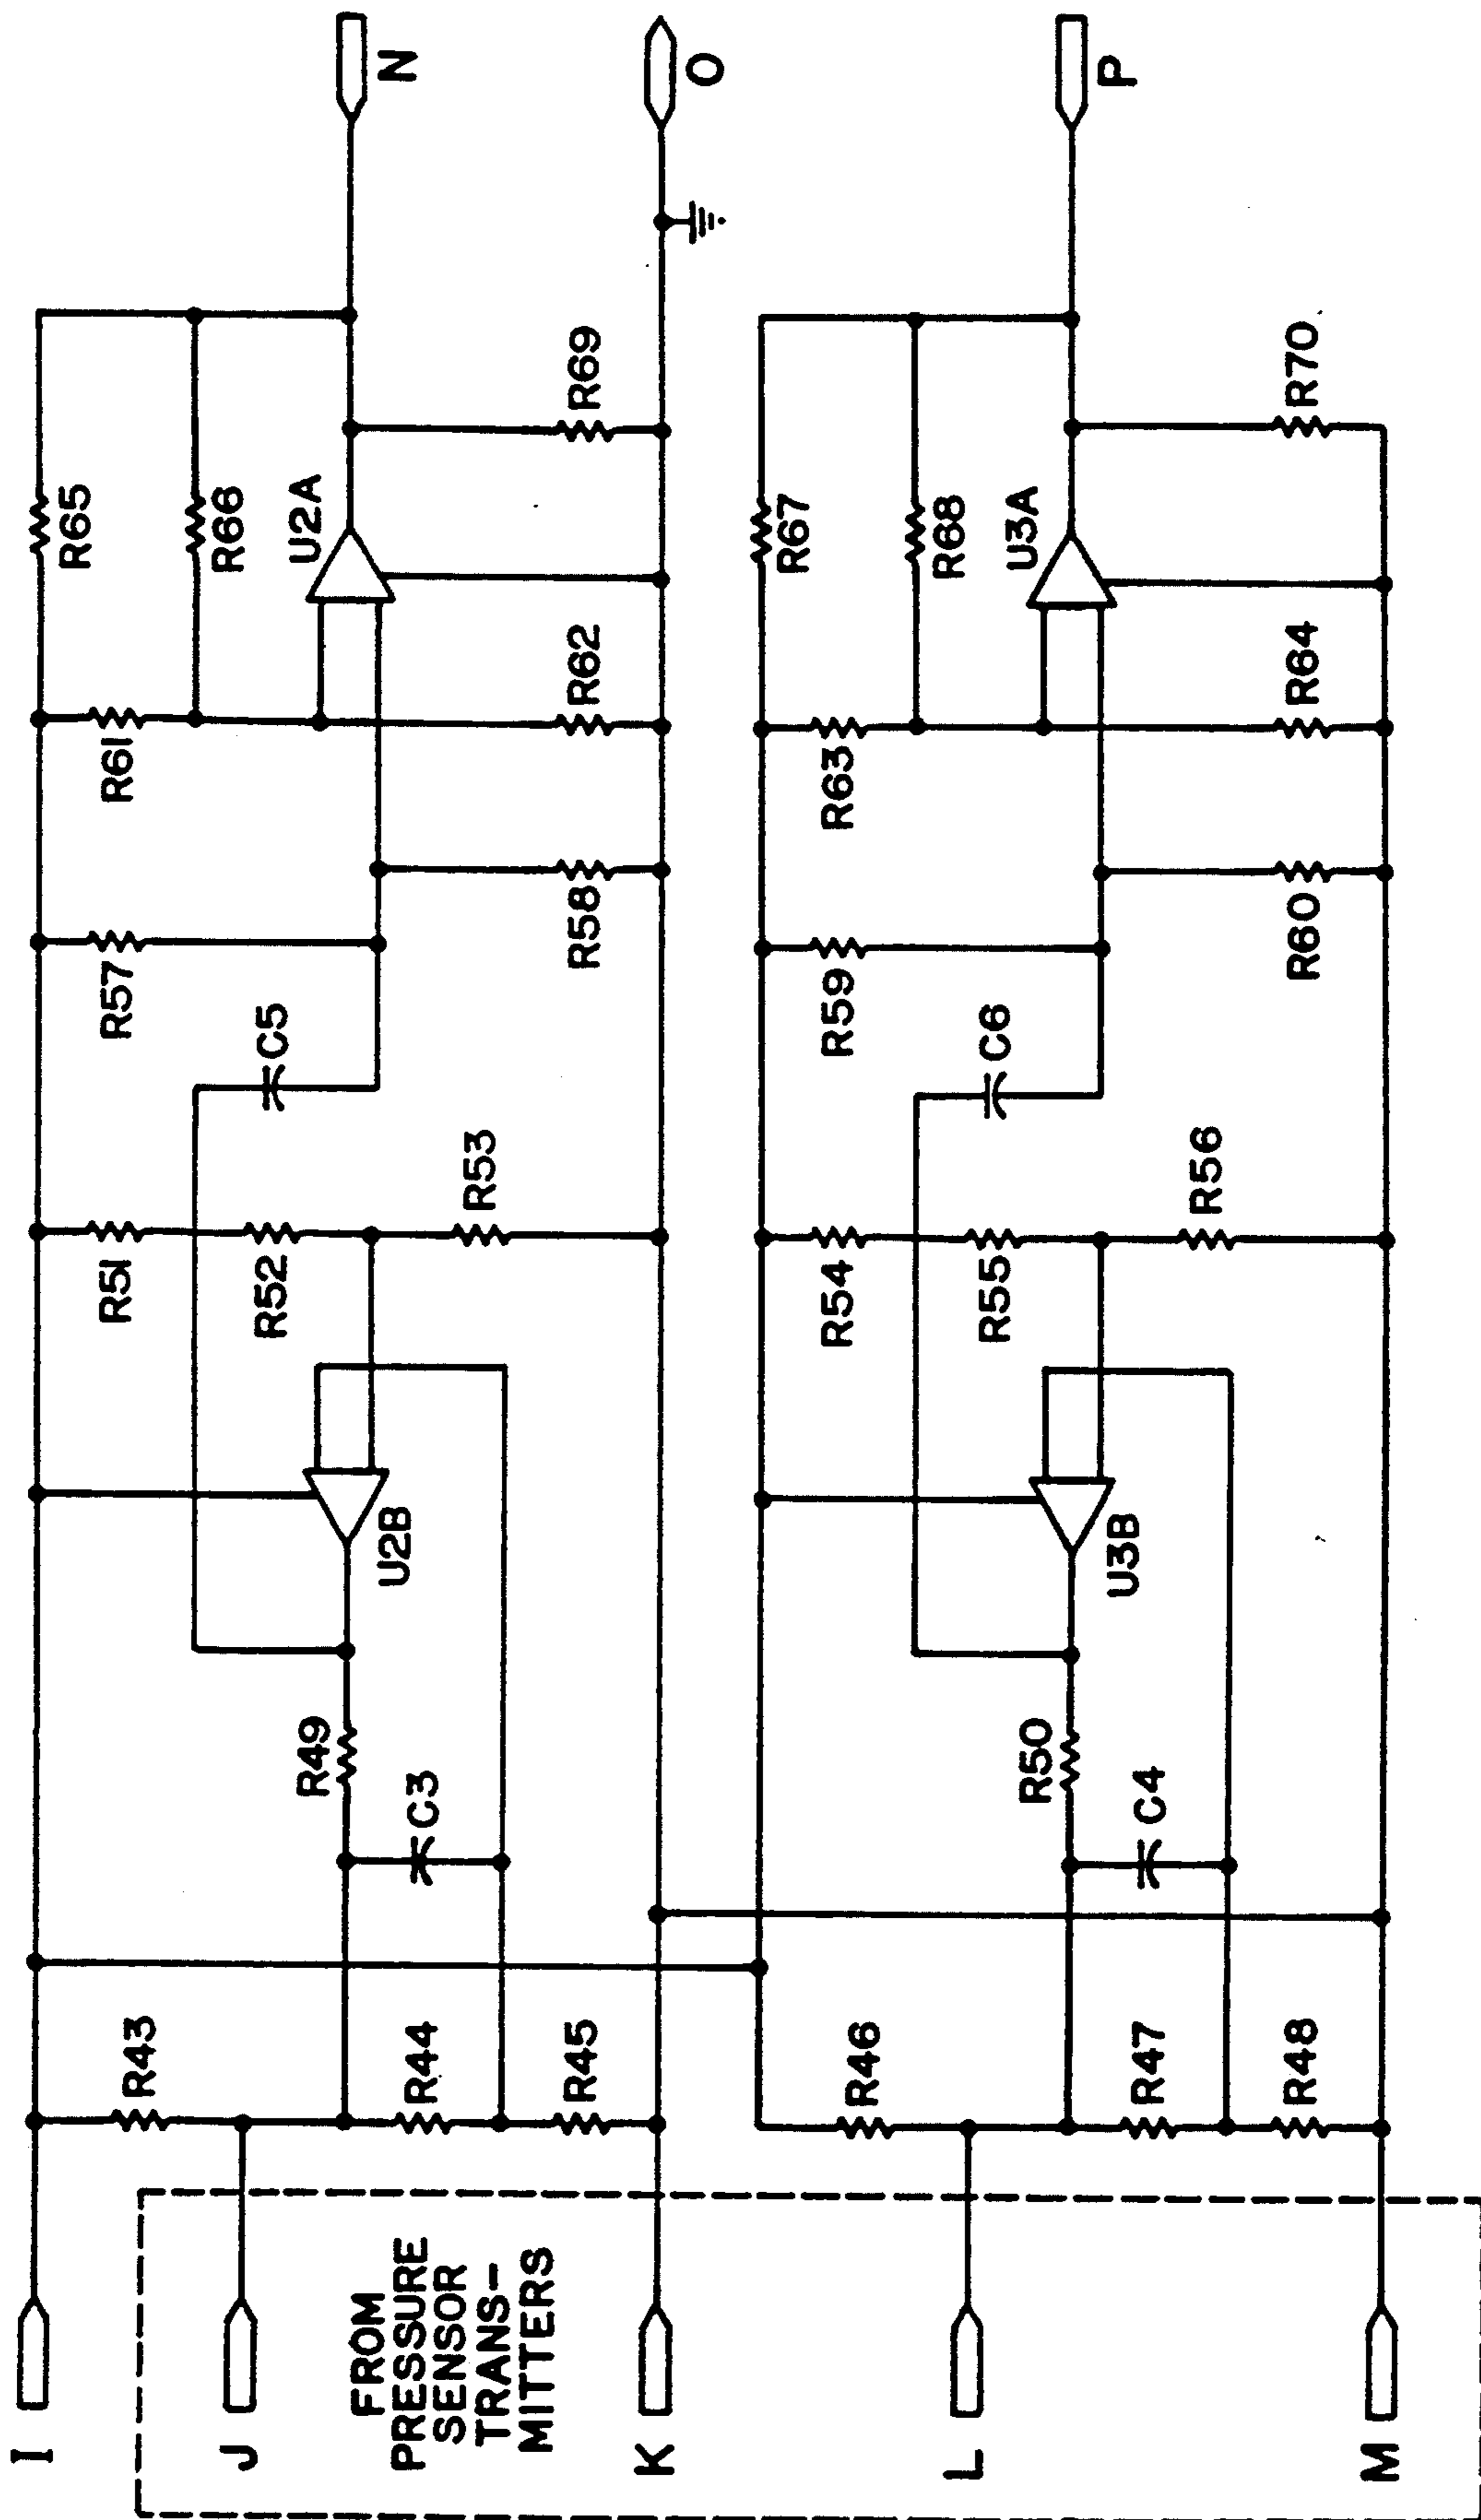 I
J
FROM
PRESSURE
SENSOR
TRANS-
MITTERS
K
L
M
R43
R44
R45
R46
R47
R48
C3
R49
C4
R50
U2B
U3B
R51
R52
R53
R54
R55
R56
C5
C6
R57
R58
R59
R60
R61
R62
R63
R64
R65
R66
U2A
R69
R67
R68
U3A
R70
N
O
P